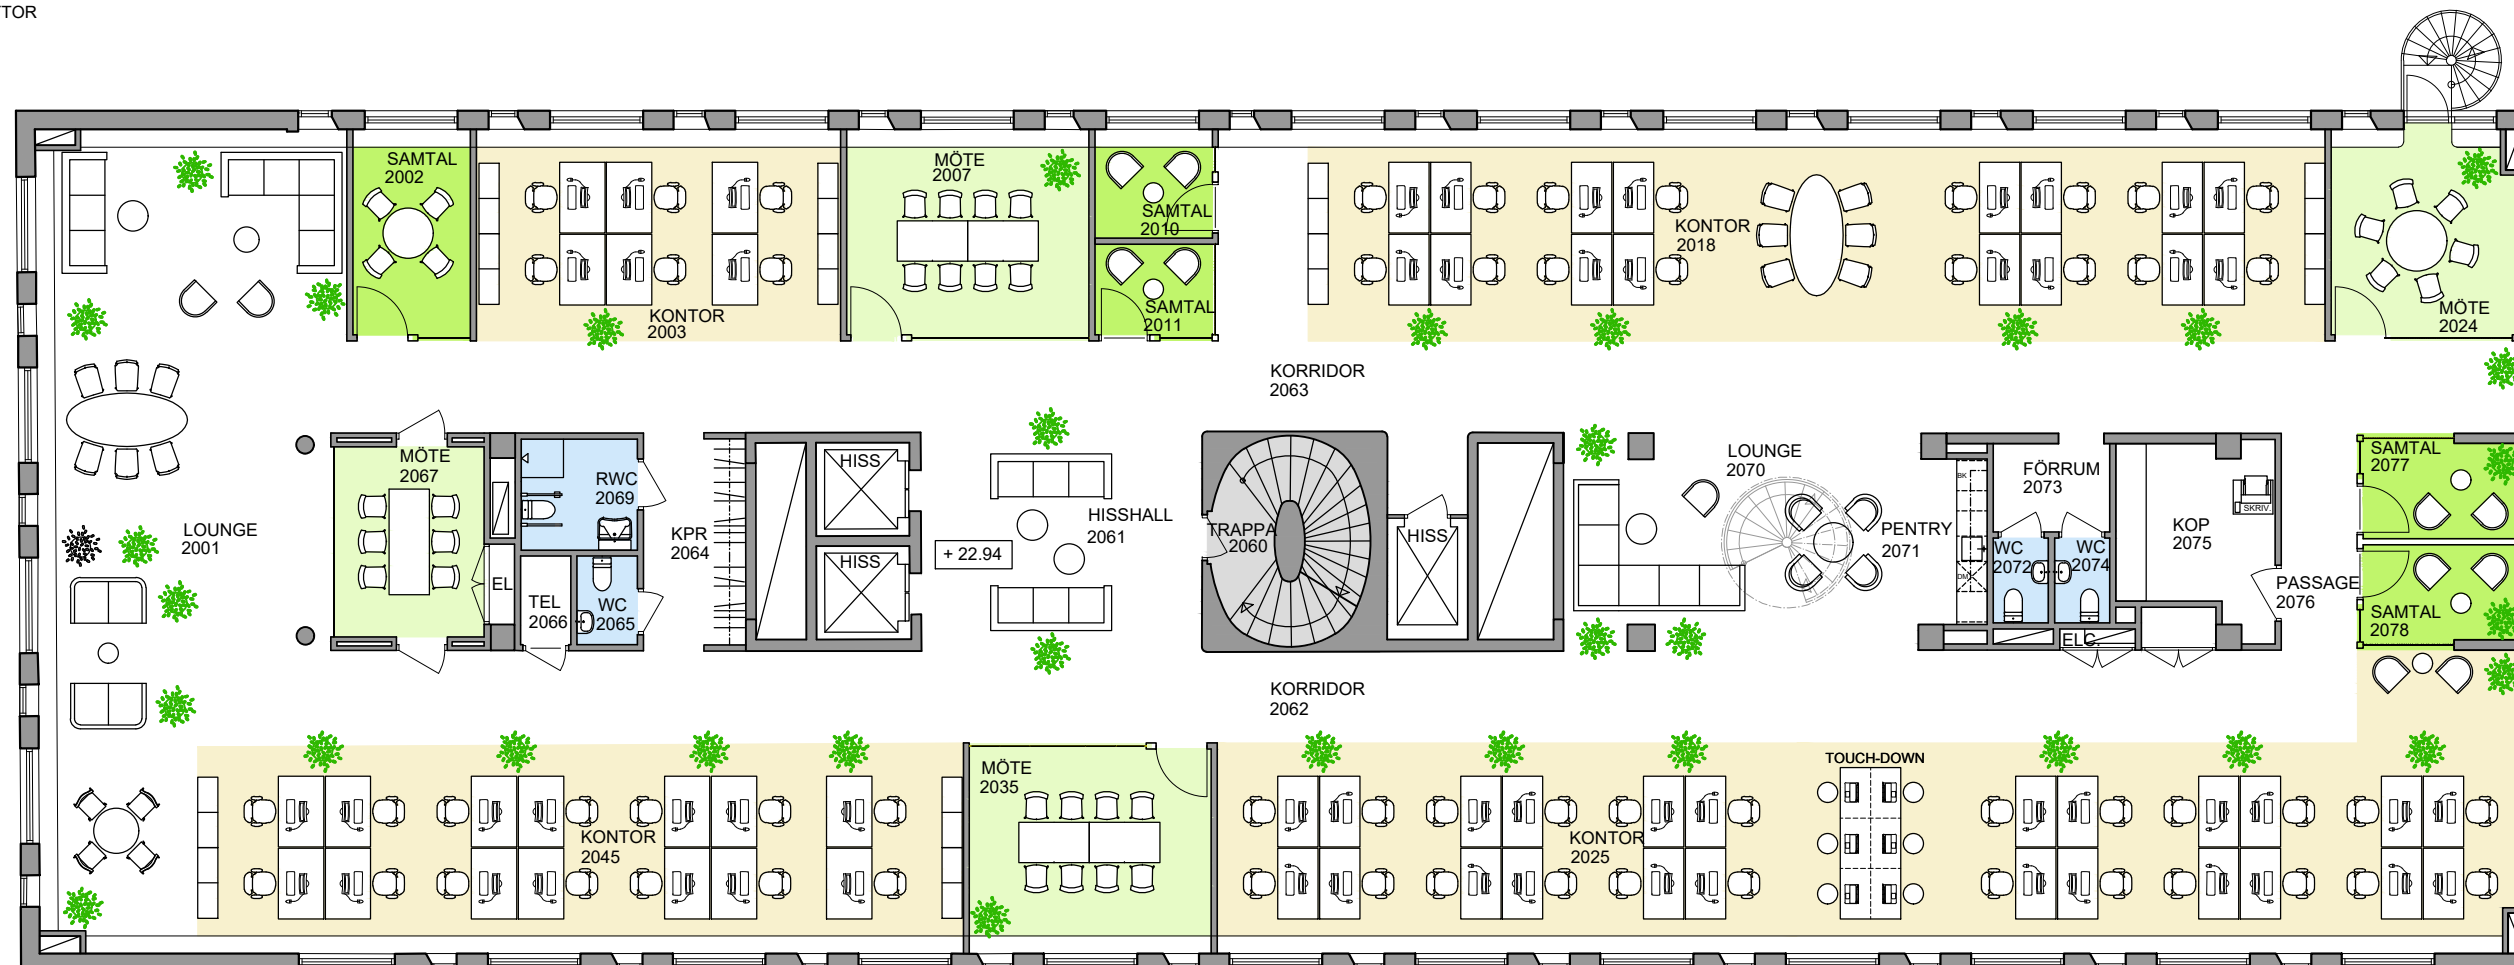 TOR
SAMTAL
2002
KONTOR
2003
MÖTE
2007
SAMTAL
2010
SAMTAL
2011
KONTOR
2018
MÖTE
2024
KORRIDOR
2063
LOUNGE
2001
MÖTE
2067
EL
RWC
2069
TEL
2066
WC
2065
KPR
2064
HISS
HISS
+ 22.94
HISSHALL
2061
TRAPPA
2060
HISS
LOUNGE
2070
PENTRY
2071
BK
DM
FÖRRUM
2073
WC
2072
WC
2074
ELC.
KOP
2075
SKRIV.
PASSAGE
2076
SAMTAL
2077
SAMTAL
2078
KORRIDOR
2062
KONTOR
2045
MÖTE
2035
KONTOR
2025
TOUCH-DOWN